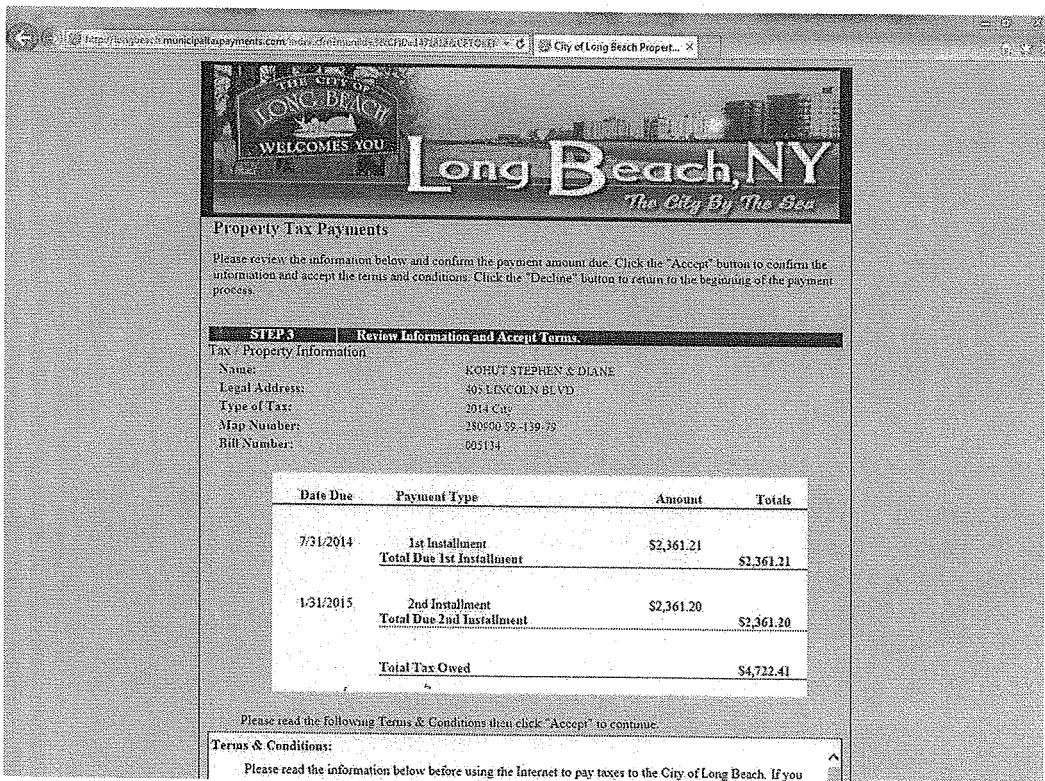 municipaltaxpayments.com
City of Long Beach Propert... ×
THE CITY OF
LONG BEACH
WELCOMES YOU
Long Beach, NY
The City By The Sea
Property Tax Payments
Please review the information below and confirm the payment amount due. Click the "Accept" button to confirm the
information and accept the terms and conditions. Click the "Decline" button to return to the beginning of the payment
process.
STEP 3 Review Information and Accept Terms.
Tax / Property Information
Name: KOHUT STEPHEN & DIANE
Legal Address: 405 LINCOLN BLVD
Type of Tax: 2014 City
Map Number: 280900 59.-139-79
Bill Number: 005134
Date Due Payment Type Amount Totals
7/31/2014 1st Installment $2,361.21
Total Due 1st Installment $2,361.21
1/31/2015 2nd Installment $2,361.20
Total Due 2nd Installment $2,361.20
Total Tax Owed $4,722.41
Please read the following Terms & Conditions then click "Accept" to continue.
Terms & Conditions:
Please read the information below before using the Internet to pay taxes to the City of Long Beach. If you